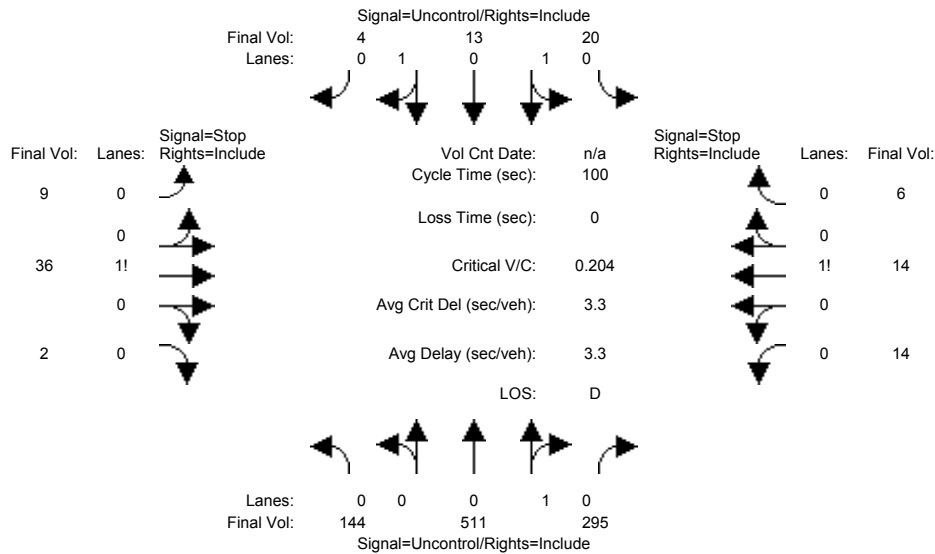 Signal=Uncontrol/Rights=Include
Final Vol: 4 13 20
Lanes: 0 1 0 1 0
Signal=Stop
Final Vol: Lanes: Rights=Include
Vol Cnt Date: n/a
Signal=Stop
Rights=Include Lanes: Final Vol:
Cycle Time (sec): 100
9 0
0 6
Loss Time (sec): 0
0
0
36 1!
Critical V/C: 0.204
1! 14
0
Avg Crit Del (sec/veh): 3.3
0
2 0
Avg Delay (sec/veh): 3.3
0 14
LOS: D
Lanes: 0 0 0 1 0
Final Vol: 144 511 295
Signal=Uncontrol/Rights=Include